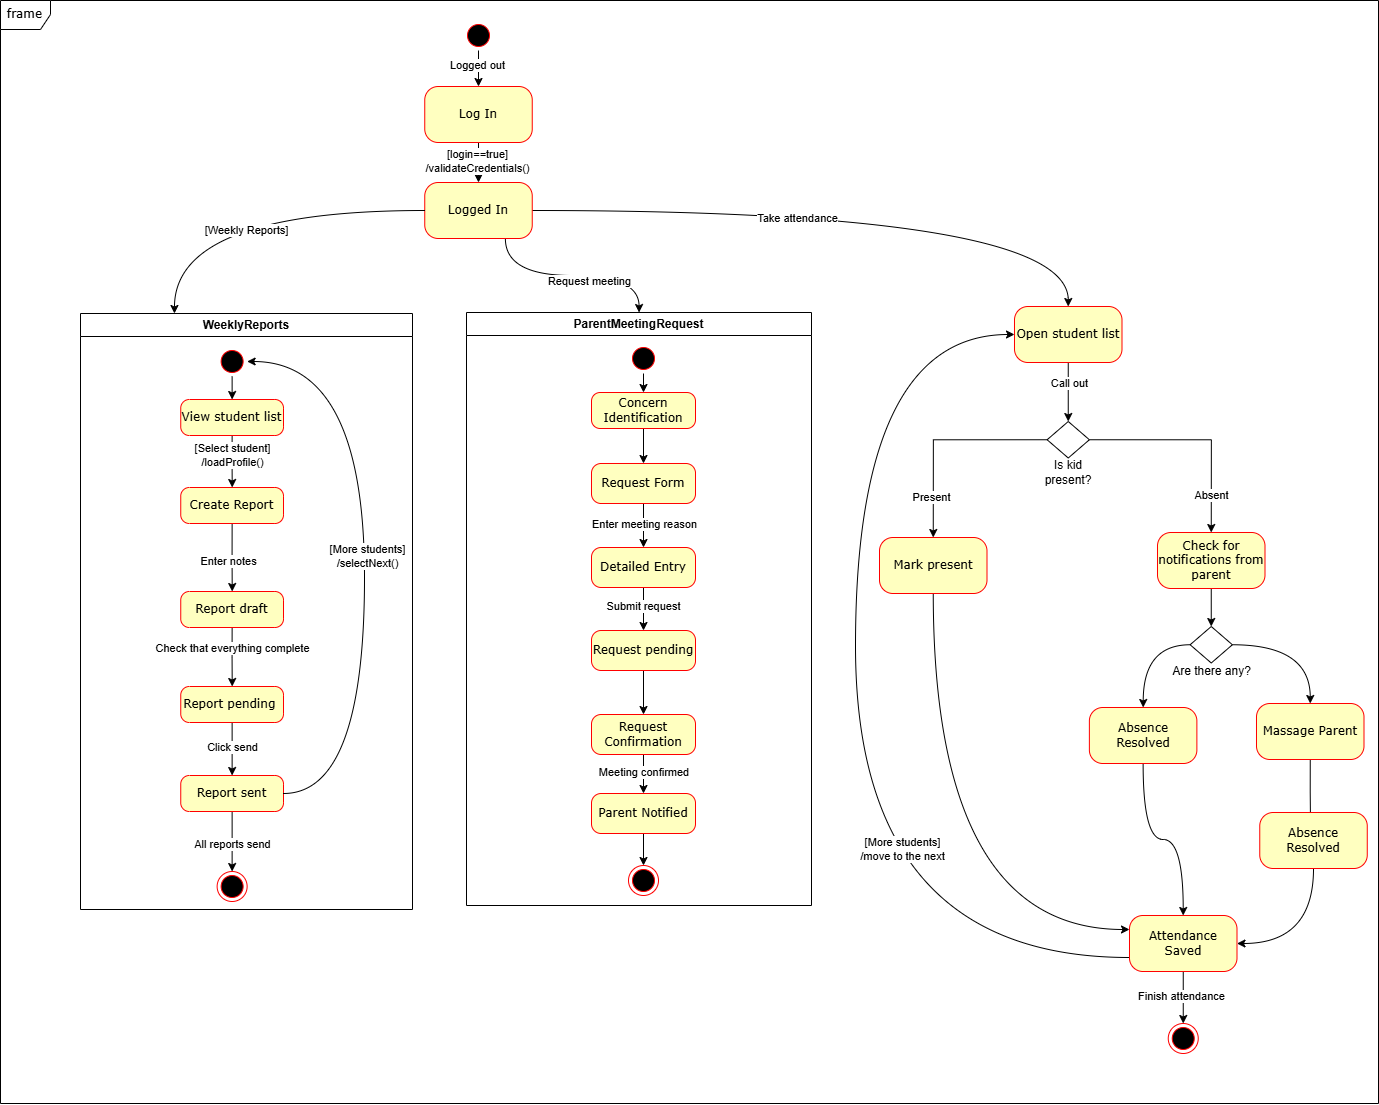 frame
Logged out
Log In
[login==true]
/validateCredentials()
Logged In
[Weekly Reports]
Request meeting
Take attendance
WeeklyReports
View student list
[Select student]
/loadProfile()
Create Report
Enter notes
Report draft
Check that everything complete
Report pending
Click send
Report sent
All reports send
[More students]
/selectNext()
ParentMeetingRequest
Concern
Identification
Request Form
Enter meeting reason
Detailed Entry
Submit request
Request pending
Request
Confirmation
Meeting confirmed
Parent Notified
Open student list
Call out
Is kid
present?
Present
Absent
Mark present
Check for
notifications from
parent
Are there any?
Absence
Resolved
Massage Parent
Absence
Resolved
[More students]
/move to the next
Attendance
Saved
Finish attendance